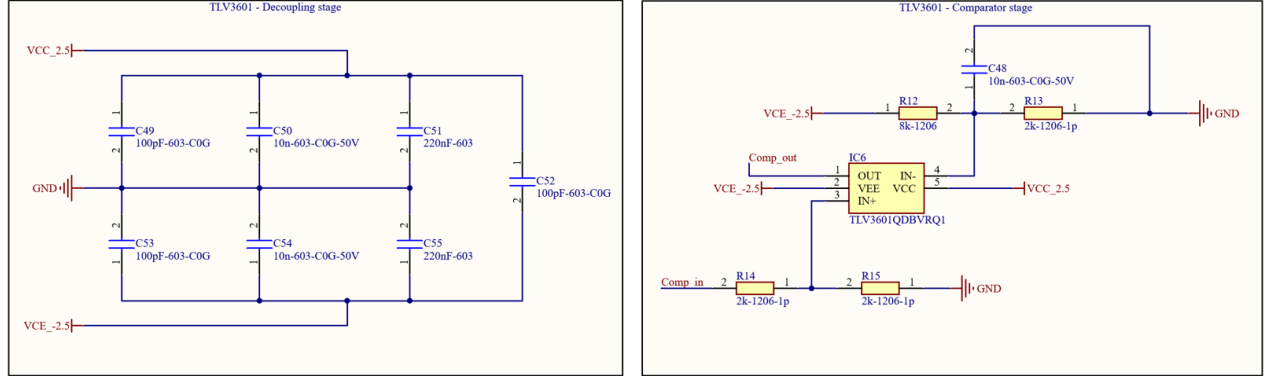 TLV3601 - Decoupling stage
VCC_2.5
1
1
1
C49
100pF-603-C0G
C50
10n-603-C0G-50V
C51
220nF-603
2
2
2
1
C52
100pF-603-C0G
2
GND
2
2
2
C53
100pF-603-C0G
C54
10n-603-C0G-50V
C55
220nF-603
1
1
1
VCE_-2.5
TLV3601 - Comparator stage
2
C48
10n-603-C0G-50V
1
VCE_-2.5
1
R12
2
8k-1206
2
R13
1
2k-1206-1p
GND
Comp_out
IC6
1
OUT
IN-
4
VCE_-2.5
2
VEE
VCC
5
VCC_2.5
3
IN+
TLV3601QDBVRQ1
Comp_in
2
R14
1
2k-1206-1p
2
R15
1
2k-1206-1p
GND